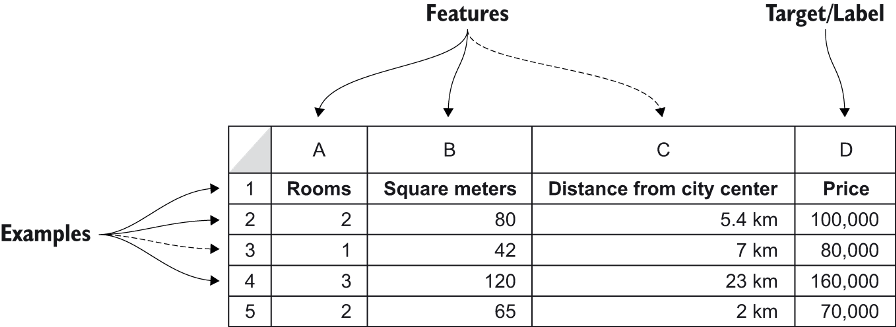 Features Target/Label
A B C D
1 Rooms Square meters Distance from city center Price
2 2 80 5.4 km 100,000
Examples
3 1 42 7 km 80,000
4 3 120 23 km 160,000
5 2 65 2 km 70,000